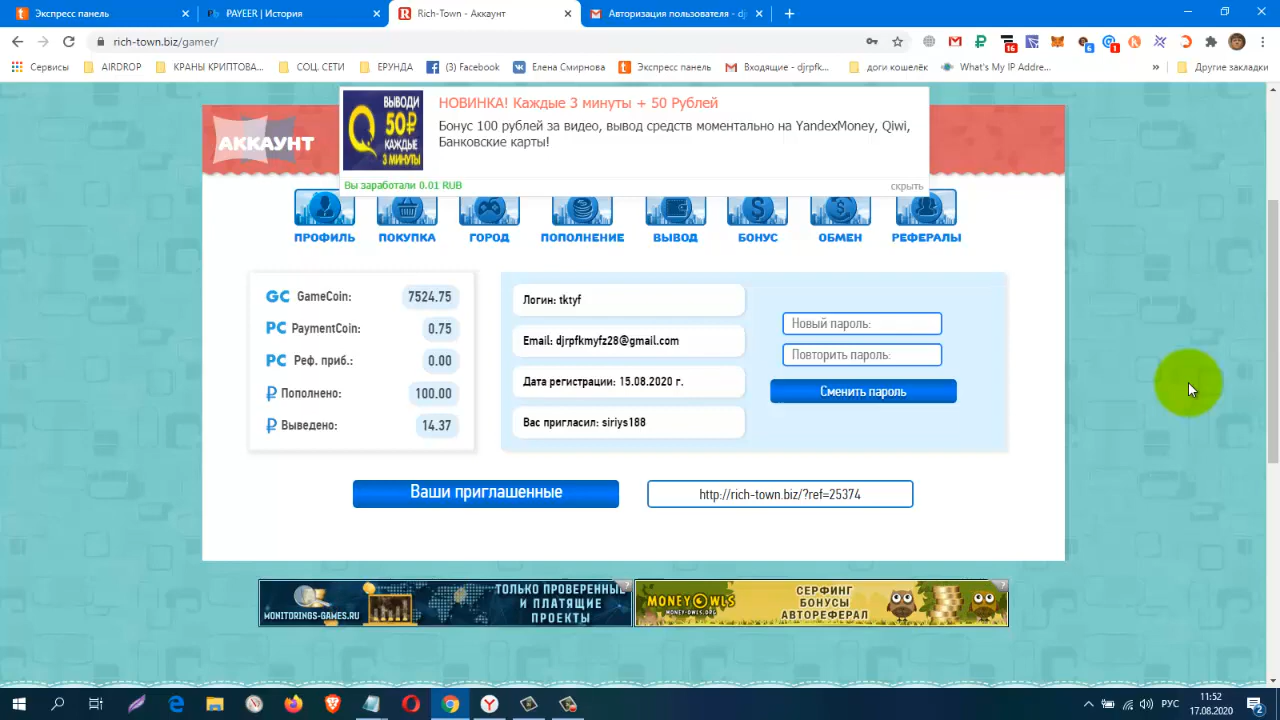 Экспресс панель
PAYEER | История
Rich-Town - Аккаунт
Авторизация пользователя - dj
rich-town.biz/gamer/
16
6
1
Сервисы
AIRDROP
КРАНЫ КРИПТОВА...
СОЦ. СЕТИ
ЕРУНДА
(3) Facebook
Елена Смирнова
Экспресс панель
Входящие - djrpfk...
доги кошелёк
What's My IP Addre...
»
Другие закладки
АККАУНТ
ВЫВОДИ
50₽
КАЖДЫЕ
3 МИНУТЫ
НОВИНКА! Каждые 3 минуты + 50 Рублей
Бонус 100 рублей за видео, вывод средств моментально на YandexMoney, Qiwi,
Банковские карты!
Вы заработали 0.01 RUB
скрыть
ПРОФИЛЬ
ПОКУПКА
ГОРОД
ПОПОЛНЕНИЕ
ВЫВОД
БОНУС
ОБМЕН
РЕФЕРАЛЫ
GC GameCoin: 7524.75
PC PaymentCoin: 0.75
PC Реф. приб.: 0.00
₽ Пополнено: 100.00
₽ Выведено: 14.37
Логин: tktyf
Email: djrpfkmyfz28@gmail.com
Дата регистрации: 15.08.2020 г.
Вас пригласил: siriys188
Новый пароль:
Повторить пароль:
Сменить пароль
Ваши приглашенные
http://rich-town.biz/?ref=25374
MONITORINGS-GAMES.RU
ТОЛЬКО ПРОВЕРЕННЫЕ
И ПЛАТЯЩИЕ
ПРОЕКТЫ
?
MONEY OWLS
MONEY-OWLS.ORG
СЕРФИНГ
БОНУСЫ
АВТОРЕФЕРАЛ
?
РУС
11:52
17.08.2020
2